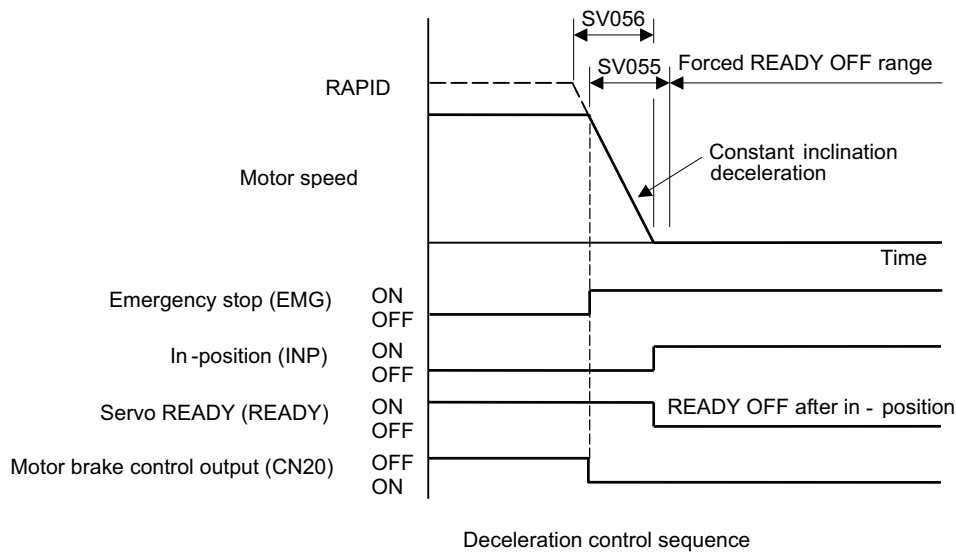 SV056
SV055
Forced READY OFF range
RAPID
Constant inclination
deceleration
Motor speed
Time
Emergency stop (EMG)
ON
OFF
In -position (INP)
ON
OFF
Servo READY (READY)
ON
OFF
READY OFF after in - position
Motor brake control output (CN20)
OFF
ON
Deceleration control sequence